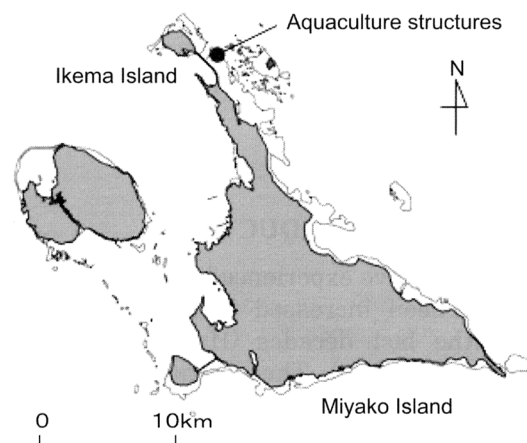 Aquaculture structures
Ikema Island
N
Miyako Island
0 10km